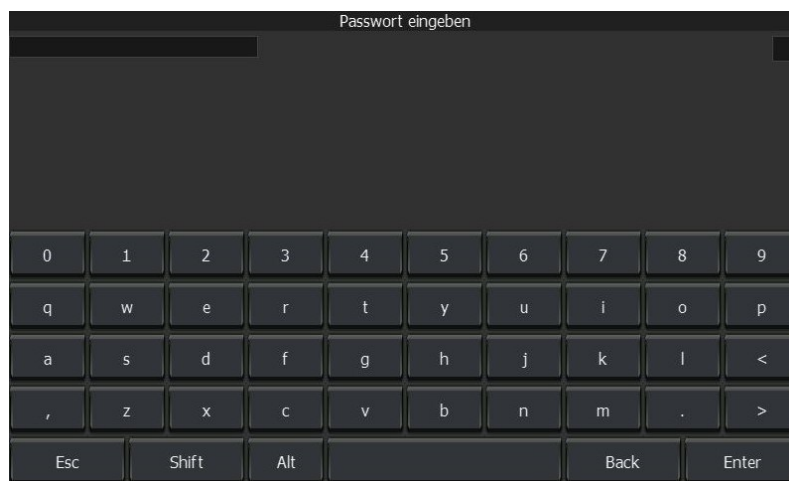 Passwort eingeben
0 1 2 3 4 5 6 7 8 9
q w e r t y u i o p
a s d f g h j k l <
, z x c v b n m . >
Esc Shift Alt Back Enter